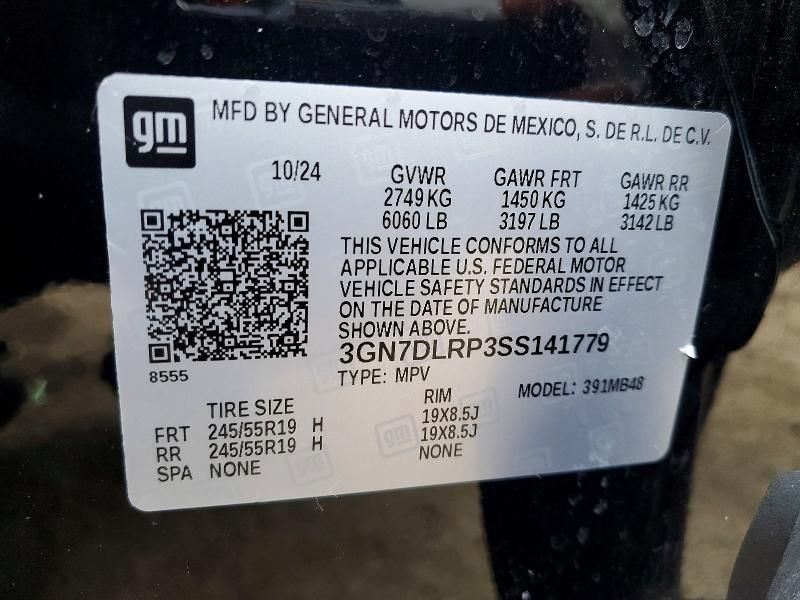 gm
MFD BY GENERAL MOTORS DE MEXICO, S. DE R.L. DE C.V.
10/24 GVWR GAWR FRT GAWR RR
2749 KG 1450 KG 1425 KG
6060 LB 3197 LB 3142 LB
THIS VEHICLE CONFORMS TO ALL
APPLICABLE U.S. FEDERAL MOTOR
VEHICLE SAFETY STANDARDS IN EFFECT
ON THE DATE OF MANUFACTURE
SHOWN ABOVE.
3GN7DLRP3SS141779
8555
TYPE: MPV MODEL: 391MB48
TIRE SIZE RIM
FRT 245/55R19 H 19X8.5J
RR 245/55R19 H 19X8.5J
SPA NONE NONE